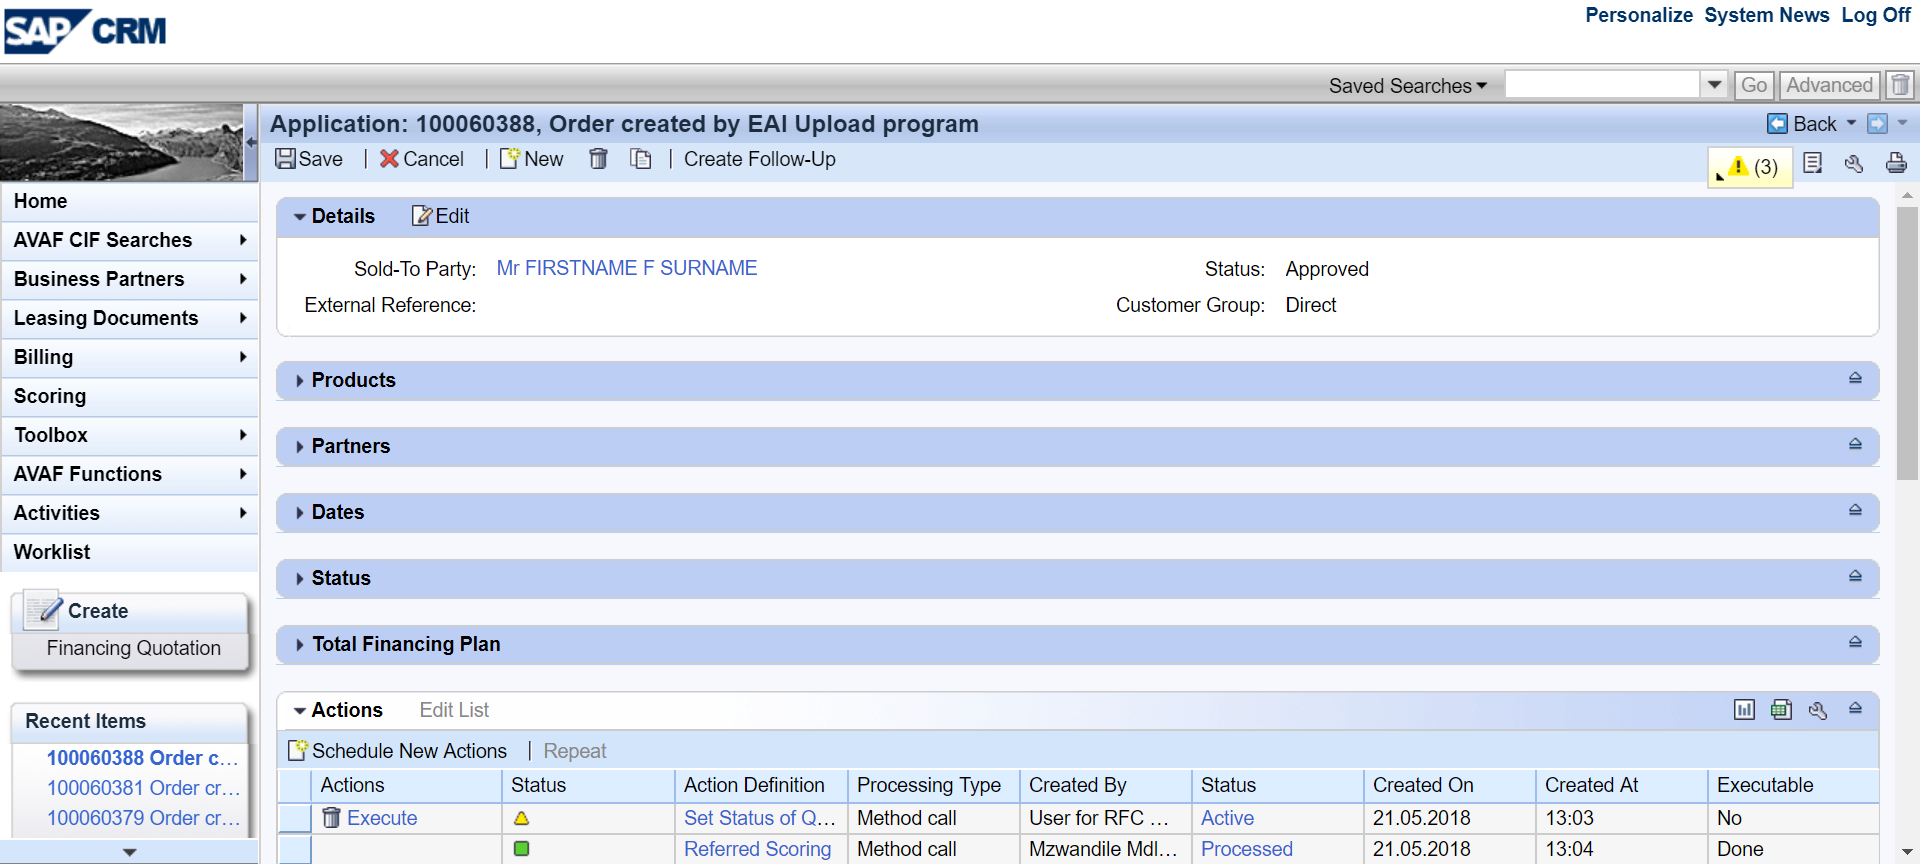 SAP CRM
Personalize System News Log Off
Saved Searches Go Advanced
Application: 100060388, Order created by EAI Upload program
Back
Save | Cancel | New | Create Follow-Up
(3)
Home
AVAF CIF Searches
Business Partners
Leasing Documents
Billing
Scoring
Toolbox
AVAF Functions
Activities
Worklist
Create
Financing Quotation
Recent Items
100060388 Order c...
100060381 Order cr...
100060379 Order cr...
Details Edit
Sold-To Party: Mr FIRSTNAME F SURNAME Status: Approved
External Reference: Customer Group: Direct
Products
Partners
Dates
Status
Total Financing Plan
Actions Edit List
Schedule New Actions | Repeat
Actions Status Action Definition Processing Type Created By Status Created On Created At Executable
Execute Set Status of Q... Method call User for RFC ... Active 21.05.2018 13:03 No
Referred Scoring Method call Mzwandile Mdl... Processed 21.05.2018 13:04 Done